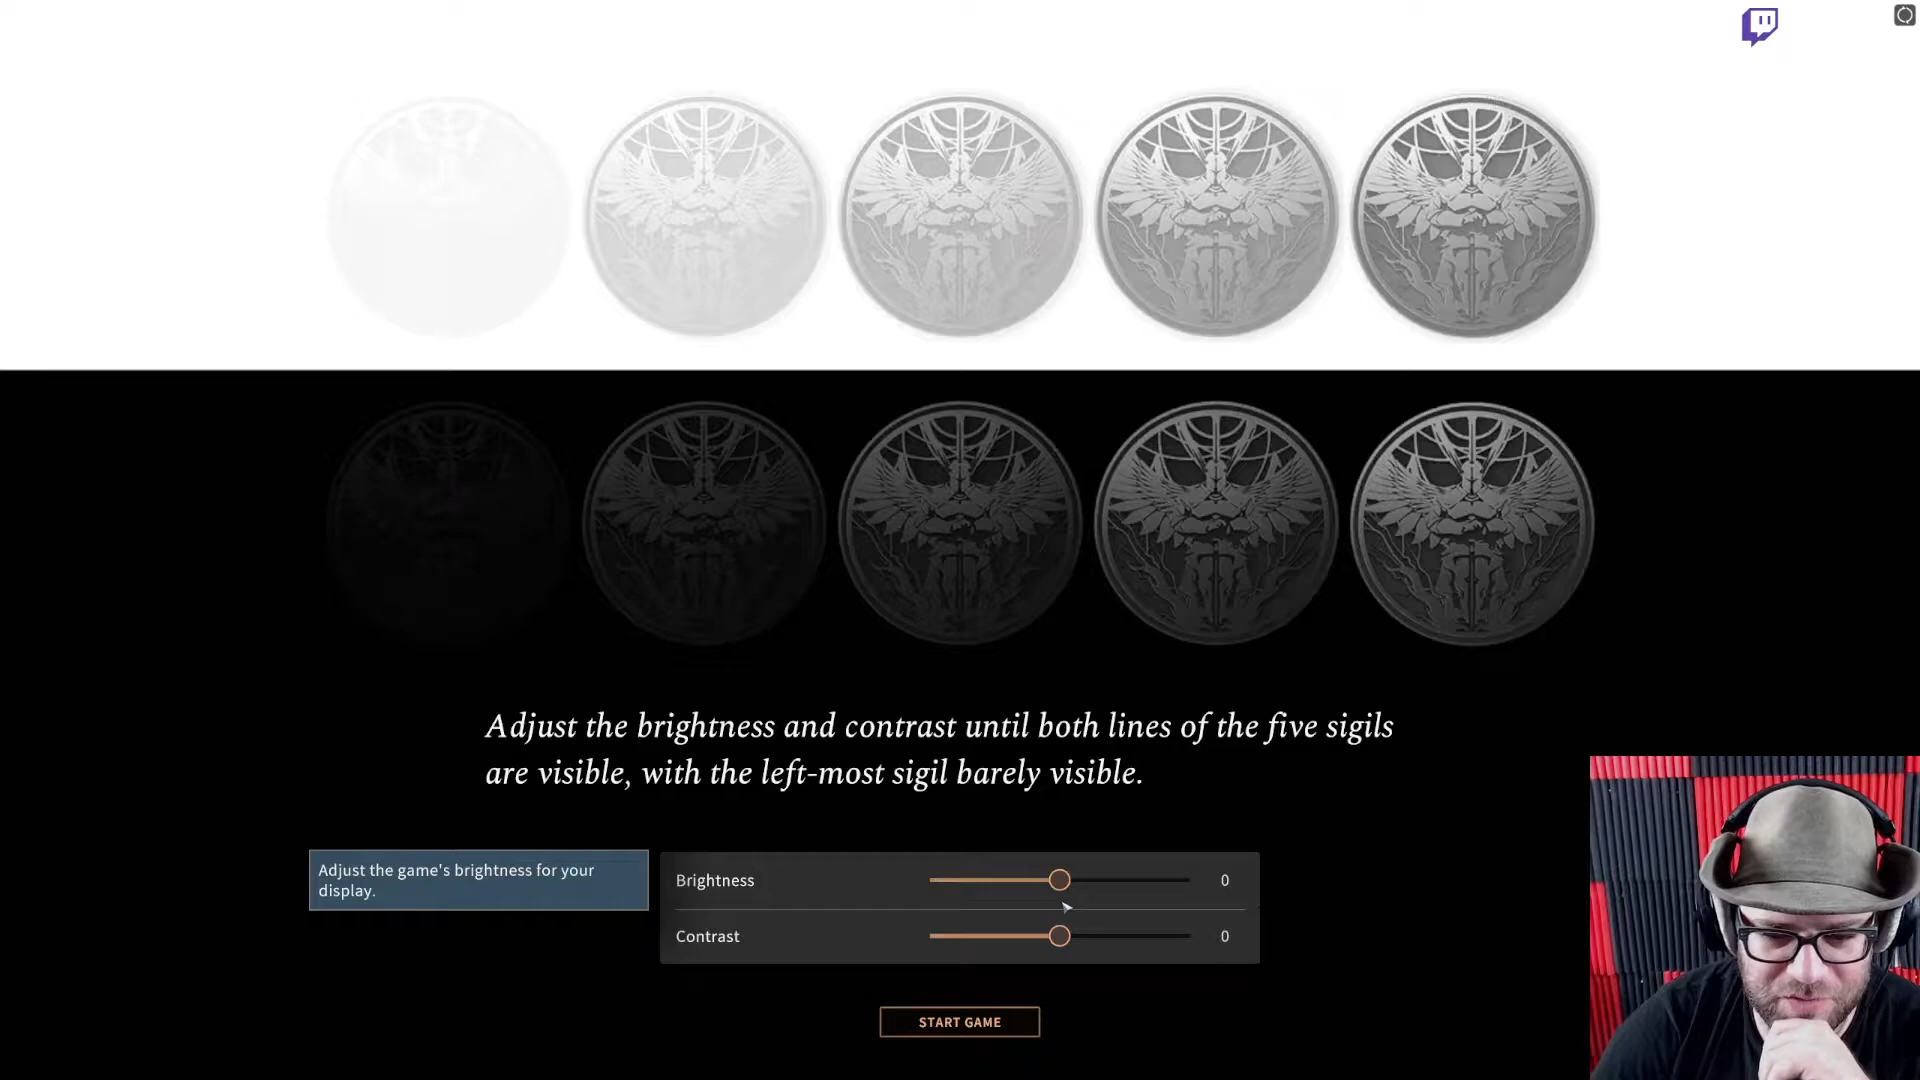 Adjust the brightness and contrast until both lines of the five sigils
are visible, with the left-most sigil barely visible.
Adjust the game's brightness for your
display.
Brightness 0
Contrast 0
START GAME